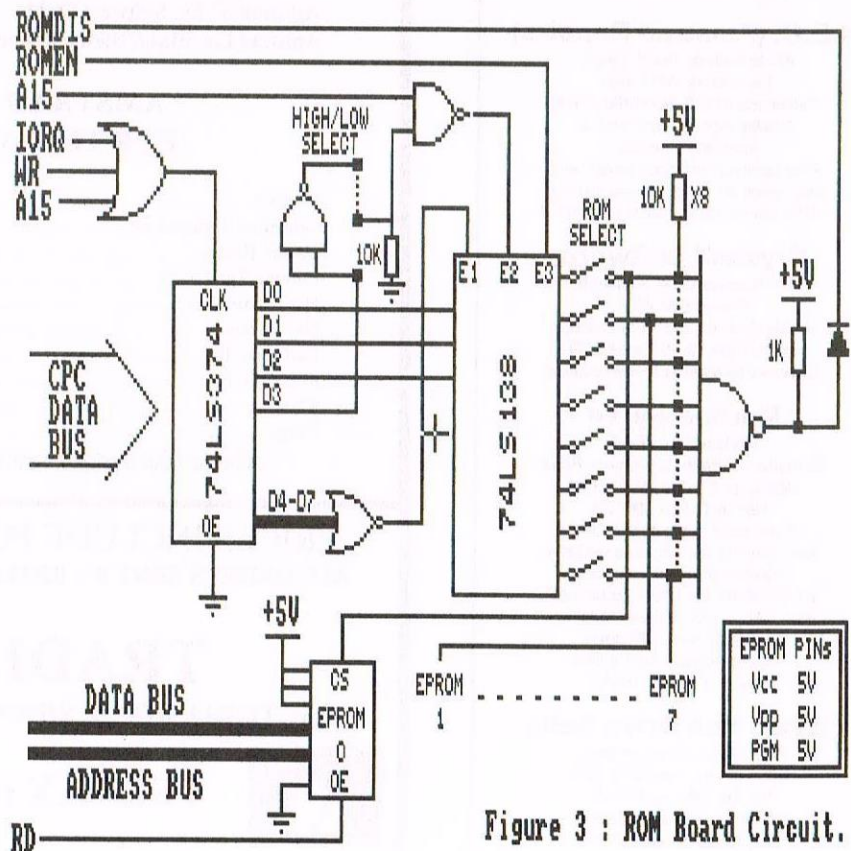 ROMDIS
ROMEN
A15
IORQ
WR
A15
HIGH/LOW
SELECT
+5V
10K X8
ROM
SELECT
10K
E1 E2 E3
+5V
1K
CLK
D0
D1
D2
D3
74LS374
CPC
DATA
BUS
74LS138
OE
D4-D7
+5V
CS
EPROM
0
OE
DATA BUS
ADDRESS BUS
RD
EPROM
1
EPROM
7
EPROM PINs
Vcc 5V
Vpp 5V
PGM 5V
Figure 3 : ROM Board Circuit.